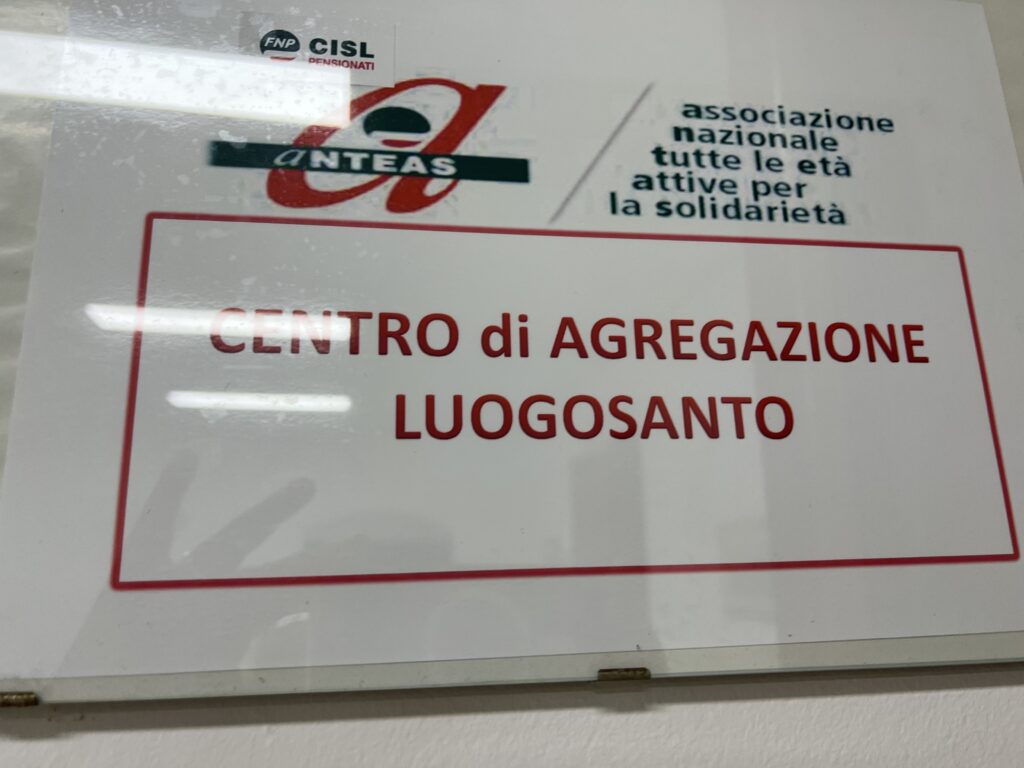 FNP CISL
PENSIONATI
aNTEAS
associazione
nazionale
tutte le età
attive per
la solidarietà
CENTRO di AGREGAZIONE
LUOGOSANTO